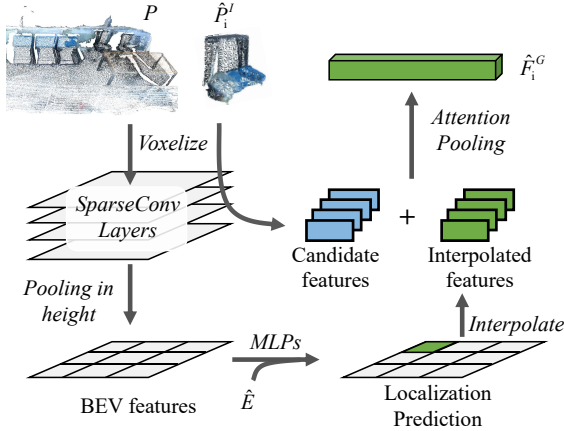 P
P̂ᵢᴵ
F̂ᵢᴳ
Voxelize
Attention
Pooling
SparseConv
Layers
+
Candidate
features
Interpolated
features
Pooling in
height
MLPs
Interpolate
Ê
BEV features
Localization
Prediction